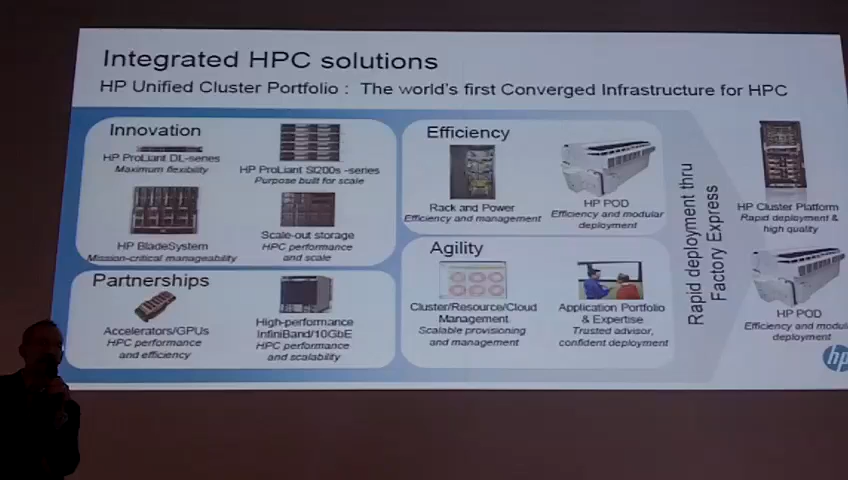 Integrated HPC solutions
HP Unified Cluster Portfolio : The world's first Converged Infrastructure for HPC
Innovation
HP ProLiant DL-series
Maximum flexibility
HP ProLiant Sl200s -series
Purpose built for scale
HP BladeSystem
Mission-critical manageability
Scale-out storage
HPC performance
and scale
Partnerships
Accelerators/GPUs
HPC performance
and efficiency
High-performance
InfiniBand/10GbE
HPC performance
and scalability
Efficiency
Rack and Power
Efficiency and management
HP POD
Efficiency and modular
deployment
Agility
Cluster/Resource/Cloud
Management
Scalable provisioning
and management
Application Portfolio
& Expertise
Trusted advisor,
confident deployment
Rapid deployment thru
Factory Express
HP Cluster Platform
Rapid deployment &
high quality
HP POD
Efficiency and modu
deployment
hp